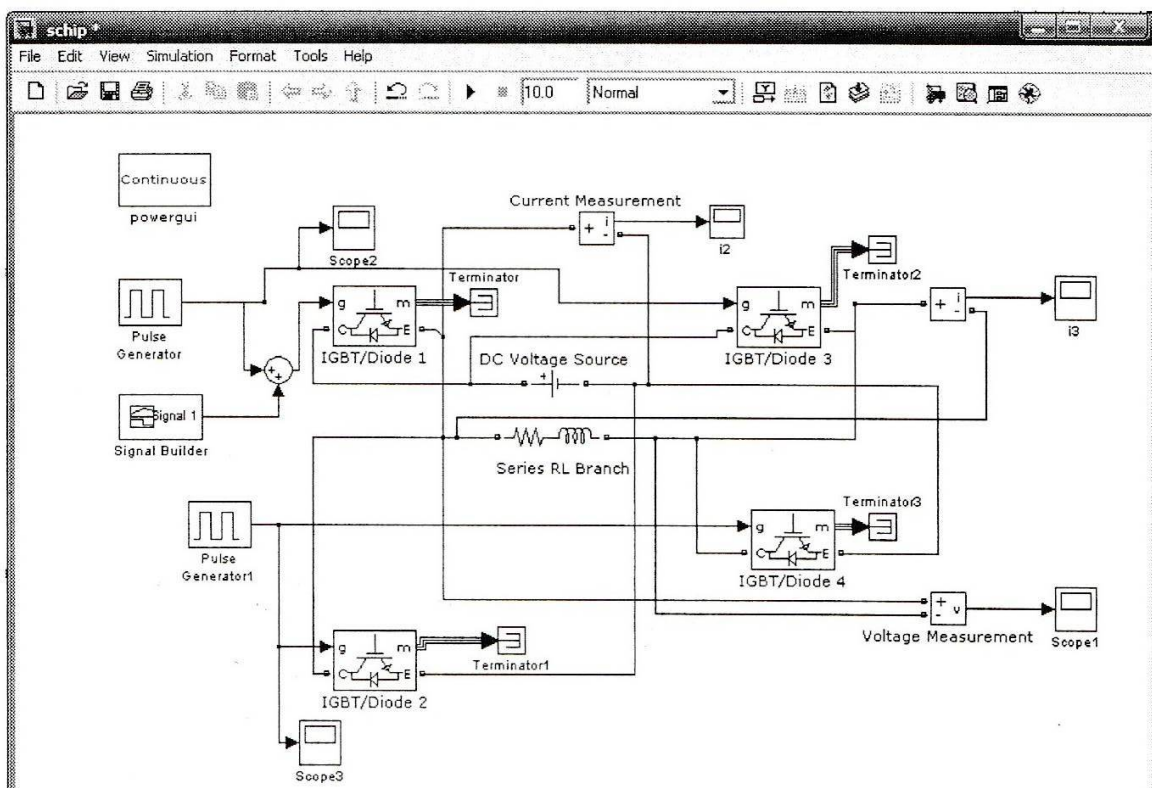 schip *
File Edit View Simulation Format Tools Help
10.0 Normal
Continuous
powergui
Scope2
Current Measurement
+ i -
i2
Terminator
Terminator2
Pulse
Generator
g m
C E
IGBT/Diode 1
g m
C E
IGBT/Diode 3
+ i -
i3
DC Voltage Source
+
+
+
Signal 1
Signal Builder
Series RL Branch
Pulse
Generator1
g m
C E
IGBT/Diode 4
Terminator3
+
- v
Voltage Measurement
Scope1
g m
C E
IGBT/Diode 2
Terminator1
Scope3